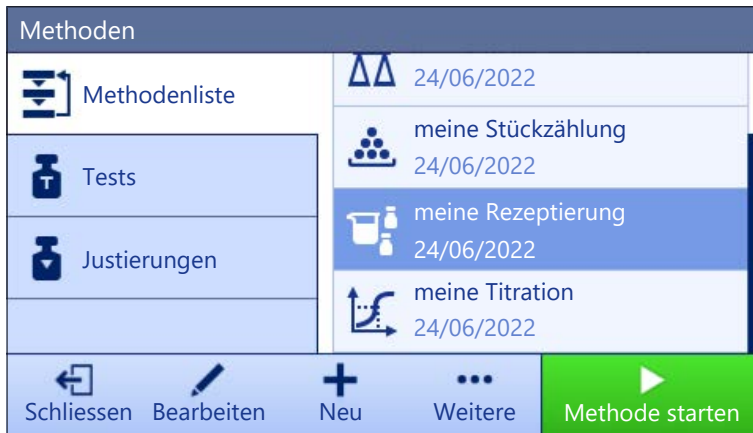 Methoden
Methodenliste
Tests
Justierungen
24/06/2022
meine Stückzählung
24/06/2022
meine Rezeptierung
24/06/2022
meine Titration
24/06/2022
Schliessen
Bearbeiten
Neu
Weitere
Methode starten